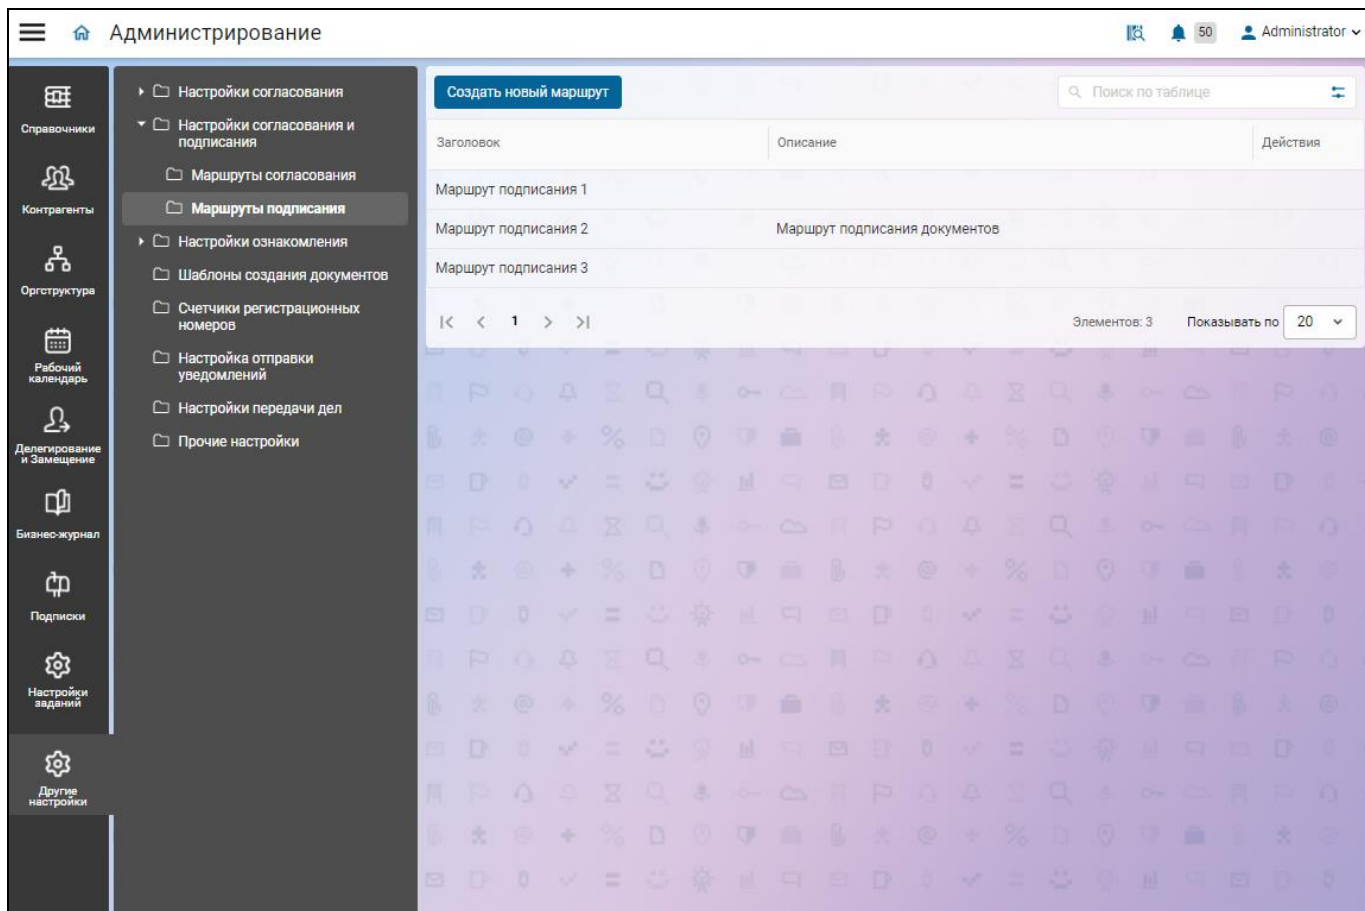 Администрирование
50
Administrator
Справочники
Контрагенты
Оргструктура
Рабочий
календарь
Делегирование
и Замещение
Бизнес-журнал
Подписки
Настройки
заданий
Другие
настройки
Настройки согласования
Настройки согласования и
подписания
Маршруты согласования
Маршруты подписания
Настройки ознакомления
Шаблоны создания документов
Счетчики регистрационных
номеров
Настройка отправки
уведомлений
Настройки передачи дел
Прочие настройки
Создать новый маршрут
Поиск по таблице
Заголовок Описание Действия
Маршрут подписания 1
Маршрут подписания 2 Маршрут подписания документов
Маршрут подписания 3
1 Элементов: 3 Показывать по 20